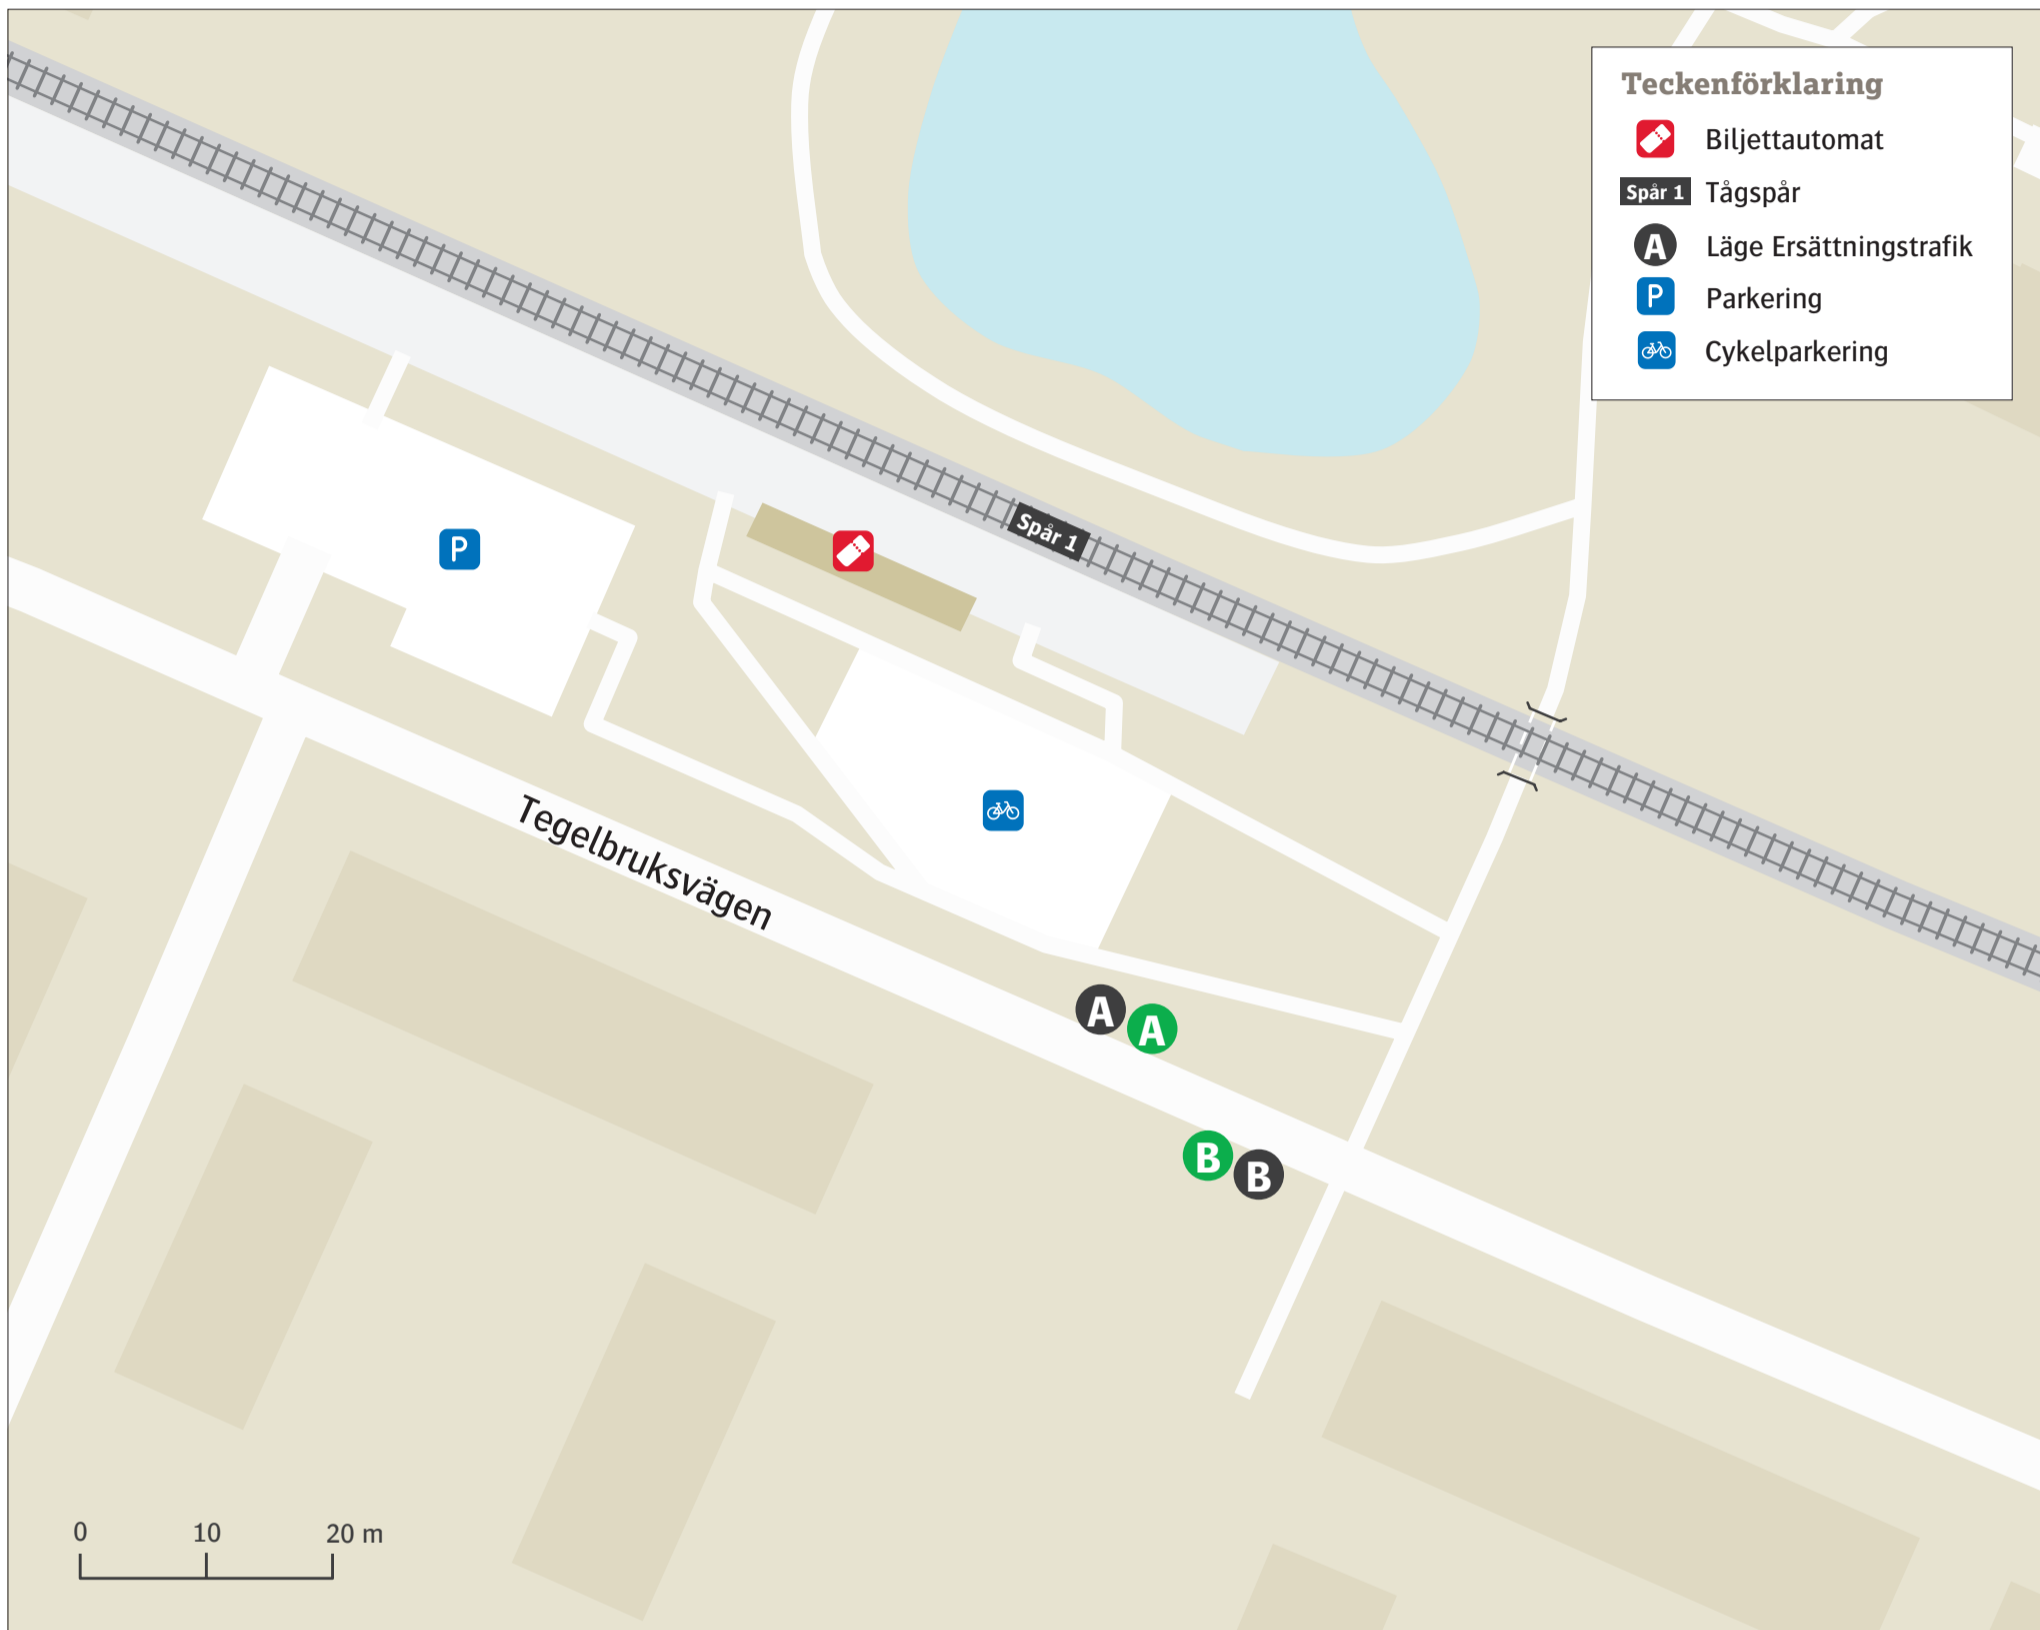 Teckenförklaring
Biljettautomat
Spår 1 Tågspår
A Läge Ersättningstrafik
P Parkering
Cykelparkering
Spår 1
P
Tegelbruksvägen
A A
B B
0 10 20 m